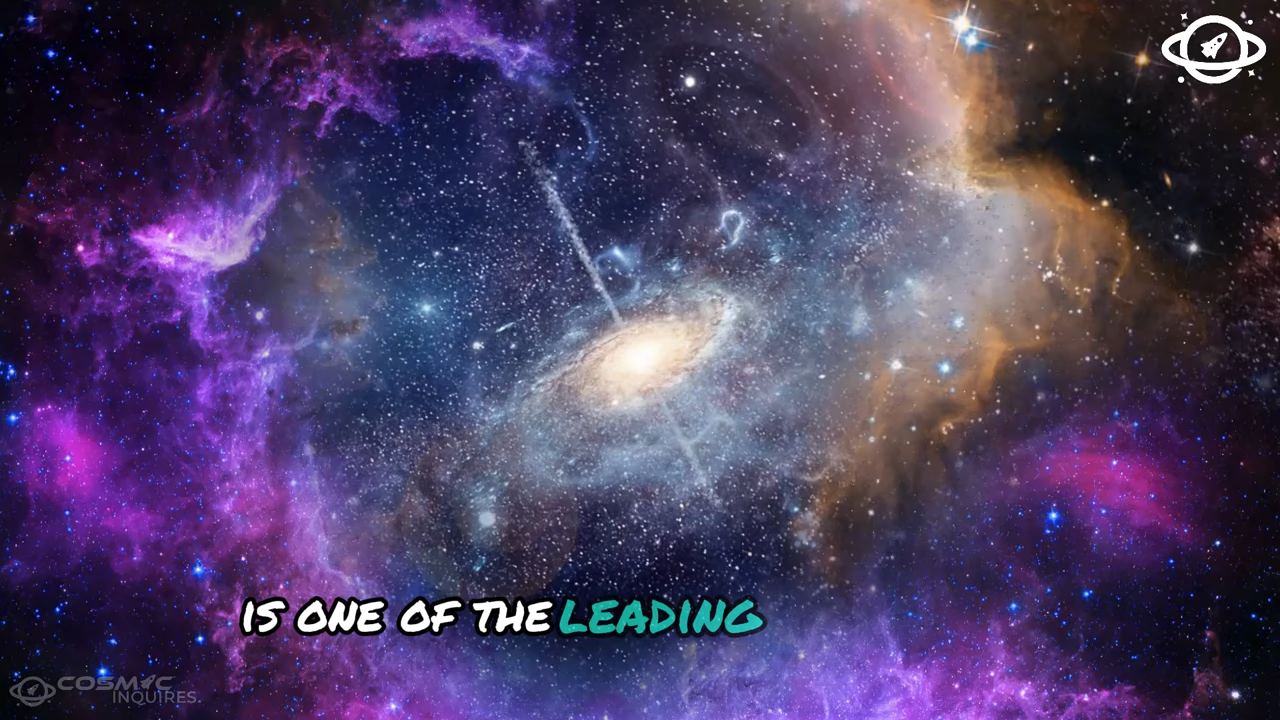 IS ONE OF THE LEADING
COSMIC
INQUIRES.